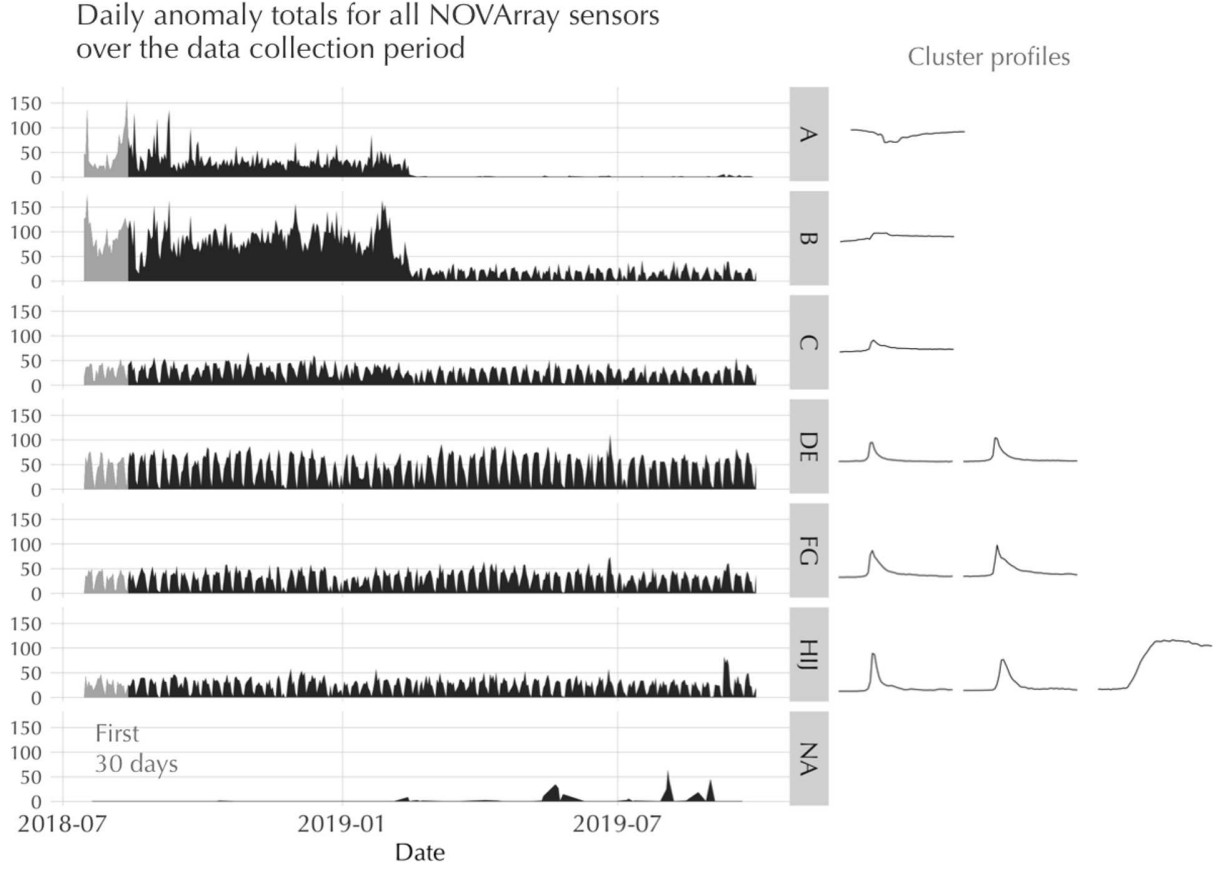 Daily anomaly totals for all NOVArray sensors
over the data collection period
Cluster profiles
150
100
50
0
A
150
100
50
0
B
150
100
50
0
C
150
100
50
0
DE
150
100
50
0
FG
150
100
50
0
HIJ
150
100
50
0
First
30 days
NA
2018-07 2019-01 2019-07
Date